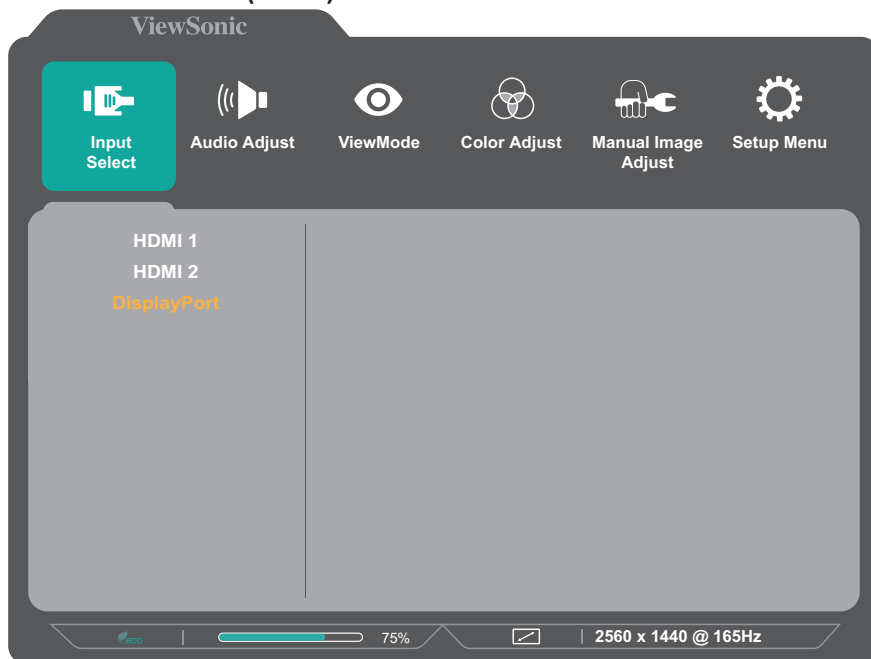 ViewSonic
Input
Select
Audio Adjust
ViewMode
Color Adjust
Manual Image
Adjust
Setup Menu
HDMI 1
HDMI 2
DisplayPort
eco
75%
2560 x 1440 @ 165Hz